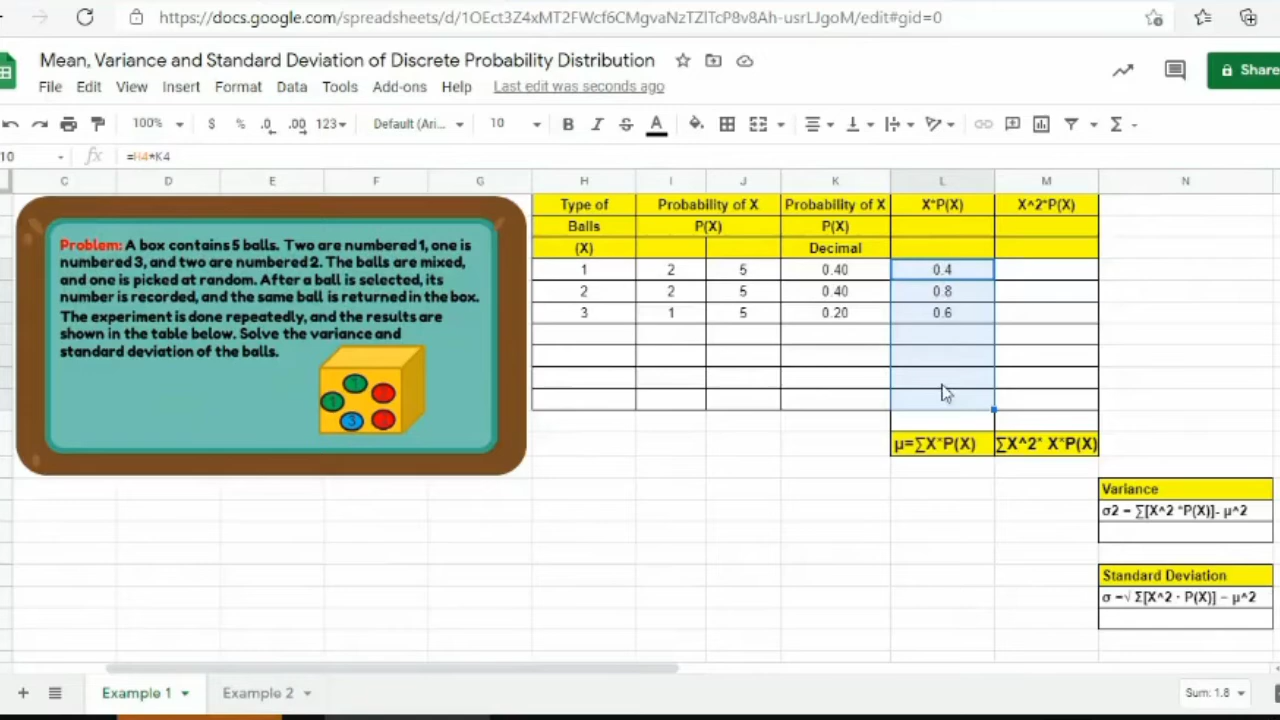 https://docs.google.com/spreadsheets/d/1OEct3Z4xMT2FWcf6CMgvaNzTZlTcP8v8Ah-usrLJgoM/edit#gid=0
Mean, Variance and Standard Deviation of Discrete Probability Distribution
Share
File Edit View Insert Format Data Tools Add-ons Help Last edit was seconds ago
100% $ % .0 .00 123 Default (Ari... 10 B I S A Σ
10 fx =H4*K4
C D E F G H I J K L M N
Type of Probability of X Probability of X X*P(X) X^2*P(X)
Balls P(X) P(X)
(X) Decimal
1 2 5 0.40 0.4
2 2 5 0.40 0.8
3 1 5 0.20 0.6
Problem: A box contains 5 balls. Two are numbered 1, one is
numbered 3, and two are numbered 2. The balls are mixed,
and one is picked at random. After a ball is selected, its
number is recorded, and the same ball is returned in the box.
The experiment is done repeatedly, and the results are
shown in the table below. Solve the variance and
standard deviation of the balls.
1
3
μ=∑X*P(X) ∑X^2* X*P(X)
Variance
σ2 = ∑[X^2 *P(X)]- μ^2
Standard Deviation
σ =√ Σ[X^2 · P(X)] − μ^2
+ Example 1 Example 2 Sum: 1.8